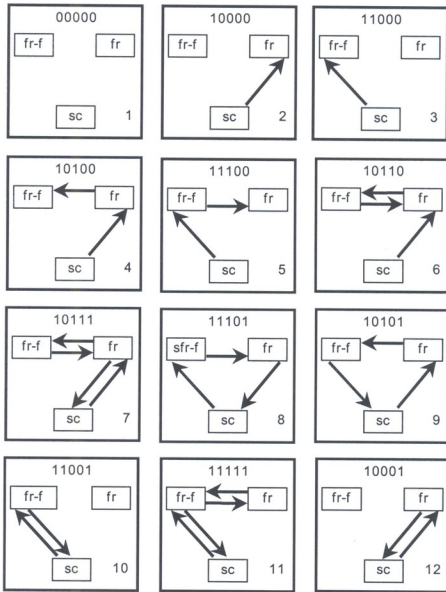 00000
fr-f fr
sc 1
10000
fr-f fr
sc 2
11000
fr-f fr
sc 3
10100
fr-f fr
sc 4
11100
fr-f fr
sc 5
10110
fr-f fr
sc 6
10111
fr-f fr
sc 7
11101
sfr-f fr
sc 8
10101
fr-f fr
sc 9
11001
fr-f fr
sc 10
11111
fr-f fr
sc 11
10001
fr-f fr
sc 12